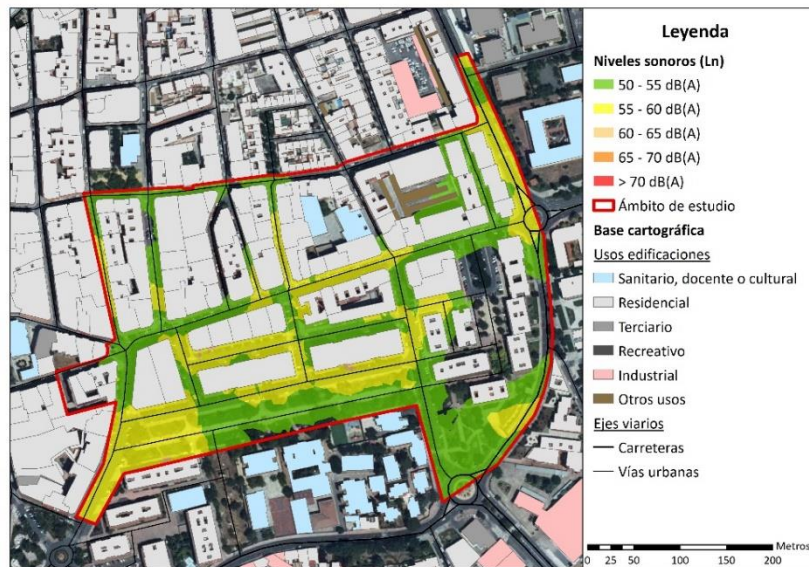 Leyenda
Niveles sonoros (Ln)
50 - 55 dB(A)
55 - 60 dB(A)
60 - 65 dB(A)
65 - 70 dB(A)
> 70 dB(A)
Ámbito de estudio
Base cartográfica
Usos edificaciones
Sanitario, docente o cultural
Residencial
Terciario
Recreativo
Industrial
Otros usos
Ejes viarios
Carreteras
Vías urbanas
Metros
0 25 50 100 150 200